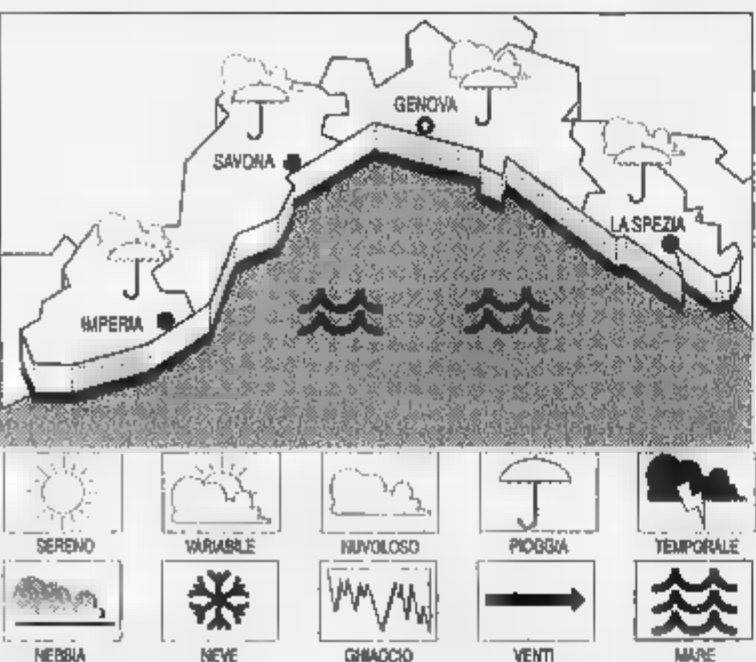 GENOVA
SAVONA
LA SPEZIA
IMPERIA
SERENO
VARIABILE
NUVOLOSO
PIOGGIA
TEMPORALE
NEBBIA
NEVE
GHIACCIO
VENTI
MARE